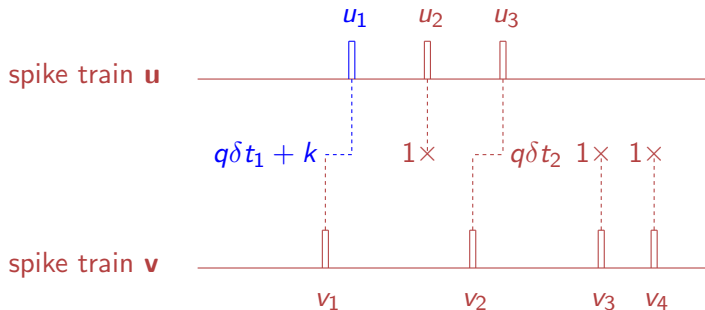 u₁ u₂ u₃
spike train u
qδt₁ + k 1× qδt₂ 1× 1×
spike train v
v₁ v₂ v₃ v₄